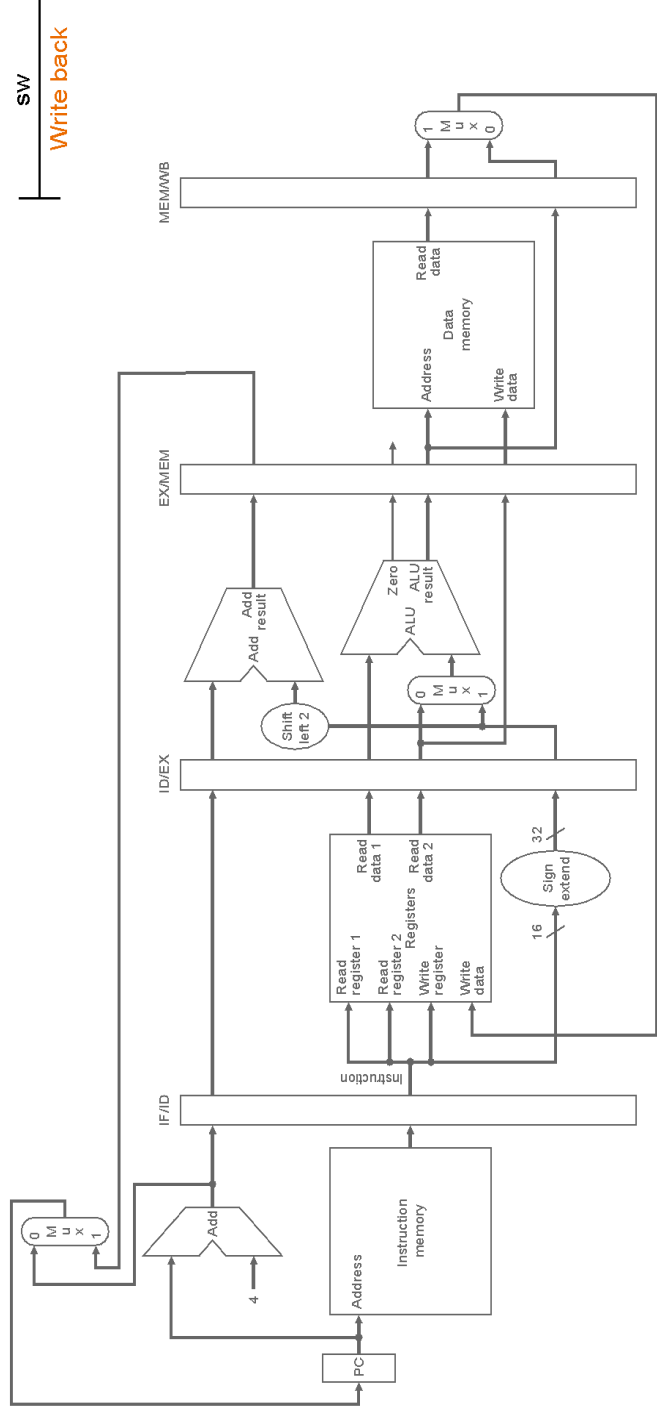 sw
Write back
IF/ID
ID/EX
EX/MEM
MEM/WB
0
M
u
x
1
Add
4
PC
Address
Instruction
memory
Instruction
Read
register 1
Read
register 2
Registers
Write
register
Write
data
Read
data 1
Read
data 2
16
Sign
extend
32
Shift
left 2
0
M
u
x
1
Add
Add
result
ALU
Zero
ALU
result
Address
Data
memory
Write
data
Read
data
1
M
u
x
0